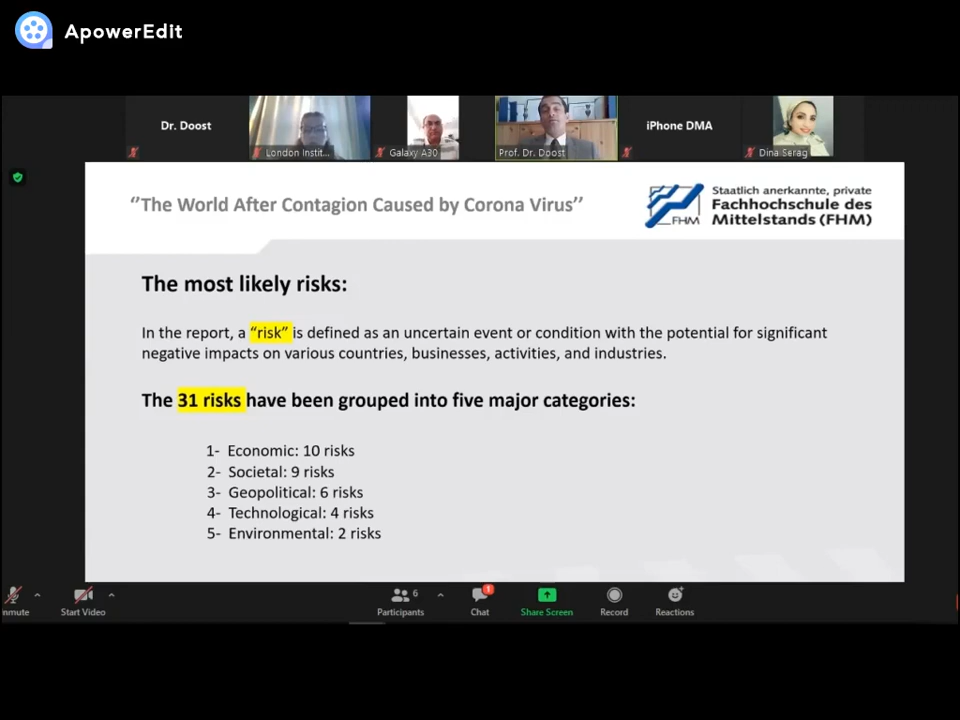 ApowerEdit
Dr. Doost
London Instit...
Galaxy A30
Prof. Dr. Doost
iPhone DMA
Dina Serag
‘’The World After Contagion Caused by Corona Virus’’
Staatlich anerkannte, private
Fachhochschule des
Mittelstands (FHM)
FHM
The most likely risks:
In the report, a “risk” is defined as an uncertain event or condition with the potential for significant
negative impacts on various countries, businesses, activities, and industries.
The 31 risks have been grouped into five major categories:
1- Economic: 10 risks
2- Societal: 9 risks
3- Geopolitical: 6 risks
4- Technological: 4 risks
5- Environmental: 2 risks
nmute
Start Video
6
Participants
1
Chat
Share Screen
Record
Reactions